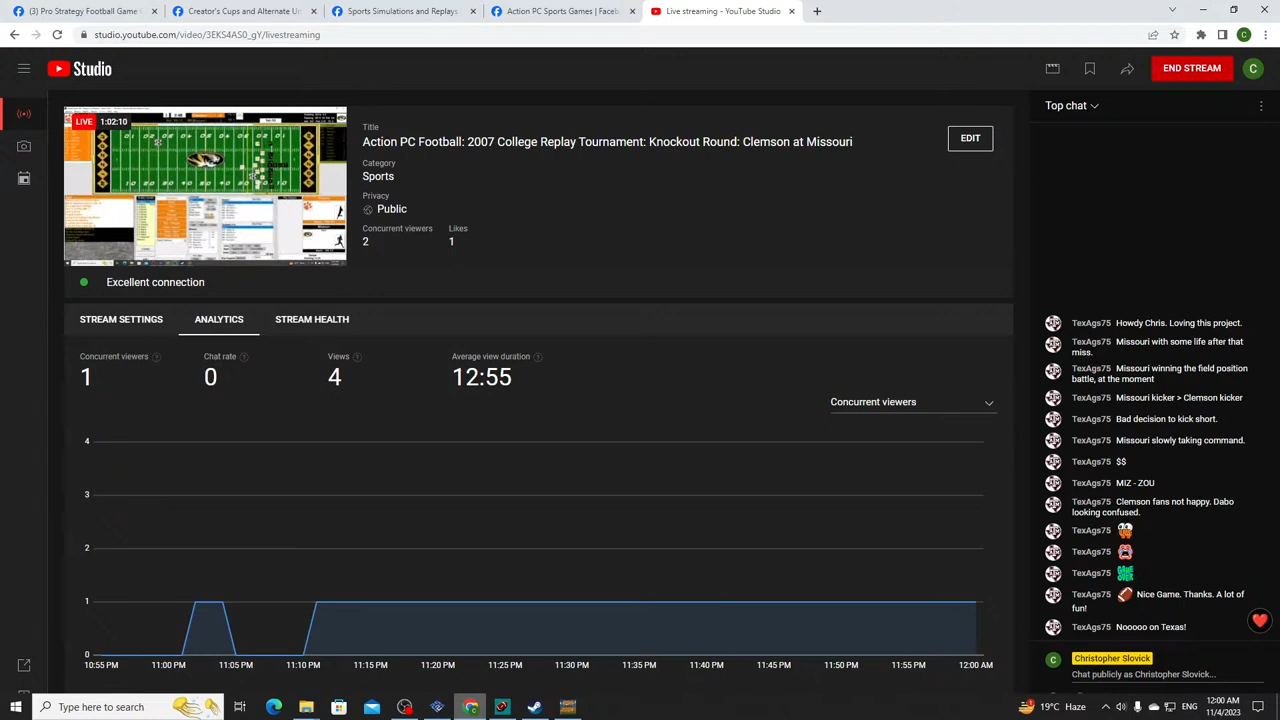 (3) Pro Strategy Football Game C
Creator's Cups and Alternate Un
Sports Simulations and Replays
Action PC Sports Games | Faceb
Live streaming - YouTube Studio
studio.youtube.com/video/3EKS4AS0_gY/livestreaming
C
Studio
END STREAM
C
LIVE 1:02:10
Title
Action PC Football: 2007 College Replay Tournament: Knockout Round: Clemson at Missouri
EDIT
Category
Sports
Privacy
Public
Concurrent viewers Likes
1 1
Excellent connection
STREAM SETTINGS ANALYTICS STREAM HEALTH
Concurrent viewers Chat rate Views Average view duration
1 0 4 12:55
Concurrent viewers
4
3
2
1
0
10:55 PM 11:00 PM 11:05 PM 11:10 PM 11:15 PM 11:20 PM 11:25 PM 11:30 PM 11:35 PM 11:40 PM 11:45 PM 11:50 PM 11:55 PM 12:00 AM
Top chat
TexAgs75 Howdy Chris. Loving this project.
TexAgs75 Missouri with some life after that
miss.
TexAgs75 Missouri winning the field position
battle, at the moment
TexAgs75 Missouri kicker > Clemson kicker
TexAgs75 Bad decision to kick short.
TexAgs75 Missouri slowly taking command.
TexAgs75 $$
TexAgs75 MIZ - ZOU
TexAgs75 Clemson fans not happy. Dabo
looking confused.
TexAgs75
TexAgs75
TexAgs75 GAME OVER
TexAgs75 Nice Game. Thanks. A lot of
fun!
TexAgs75 Nooooo on Texas!
C Christopher Slovick
Chat publicly as Christopher Slovick...
Type here to search
19°C Haze
ENG
12:00 AM
11/4/2023